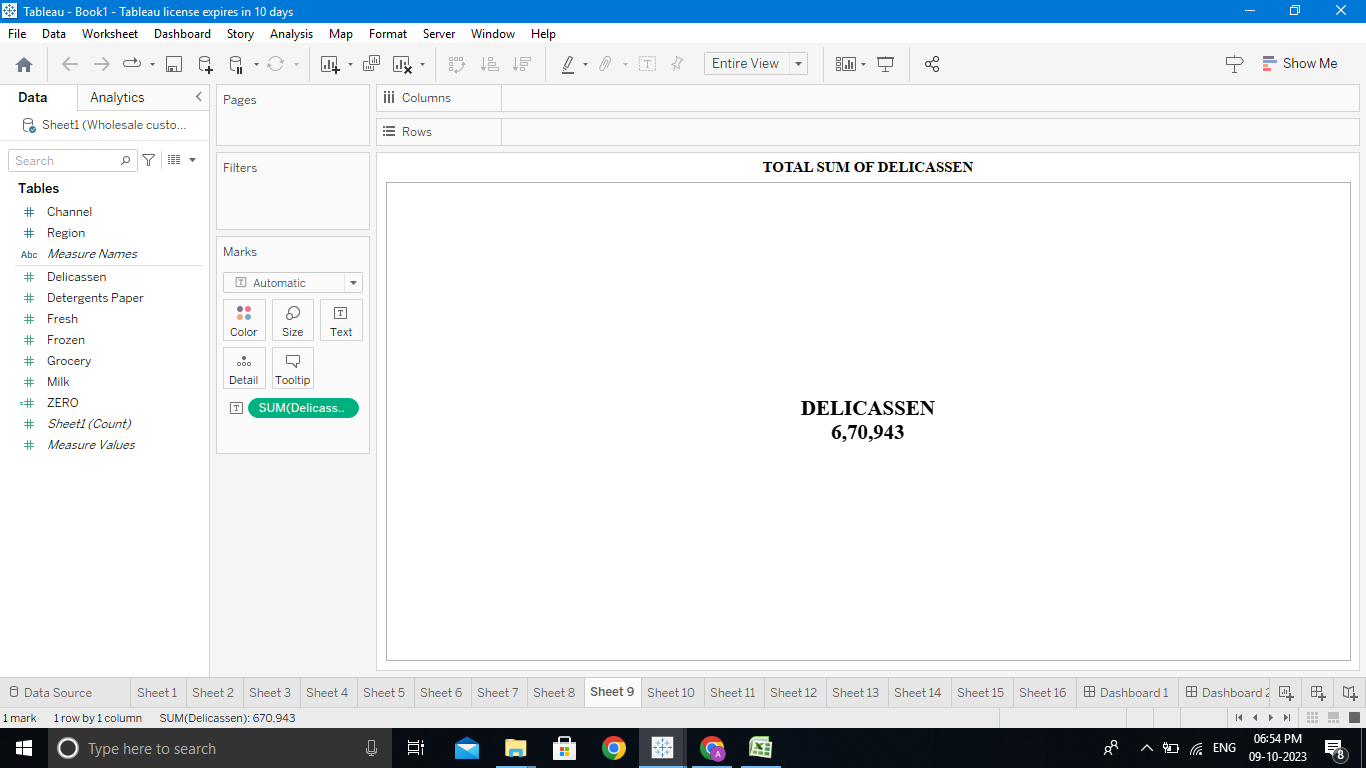 Tableau - Book1 - Tableau license expires in 10 days
File Data Worksheet Dashboard Story Analysis Map Format Server Window Help
Entire View
Show Me
Data Analytics
Sheet1 (Wholesale custo...
Search
Tables
Channel
Region
Abc Measure Names
Delicassen
Detergents Paper
Fresh
Frozen
Grocery
Milk
ZERO
Sheet1 (Count)
Measure Values
Pages
Filters
Marks
Automatic
Color Size Text
Detail Tooltip
SUM(Delicass..
Columns
Rows
TOTAL SUM OF DELICASSEN
DELICASSEN
6,70,943
Data Source Sheet 1 Sheet 2 Sheet 3 Sheet 4 Sheet 5 Sheet 6 Sheet 7 Sheet 8 Sheet 9 Sheet 10 Sheet 11 Sheet 12 Sheet 13 Sheet 14 Sheet 15 Sheet 16 Dashboard 1 Dashboard 2
1 mark 1 row by 1 column SUM(Delicassen): 670,943
Type here to search
A
ENG
06:54 PM
09-10-2023
8